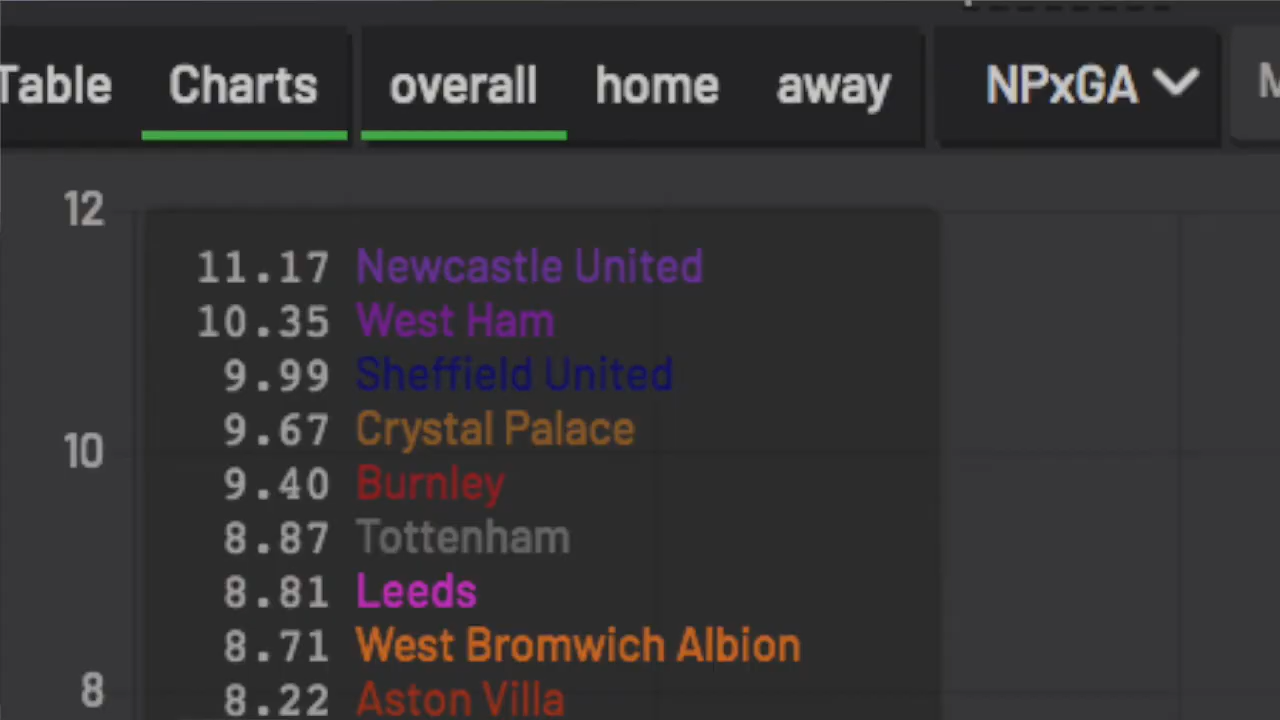 Table Charts overall home away NPxGA
12
11.17 Newcastle United
10.35 West Ham
9.99 Sheffield United
9.67 Crystal Palace
10
9.40 Burnley
8.87 Tottenham
8.81 Leeds
8.71 West Bromwich Albion
8
8.22 Aston Villa